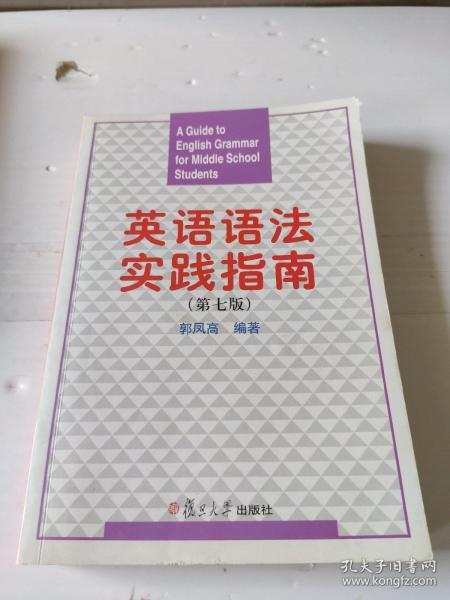 A Guide to
English Grammar
for Middle School
Students
英语语法
实践指南
(第七版)
郭凤高 编著
復旦大學出版社
孔夫子旧书网
www.kongfz.com